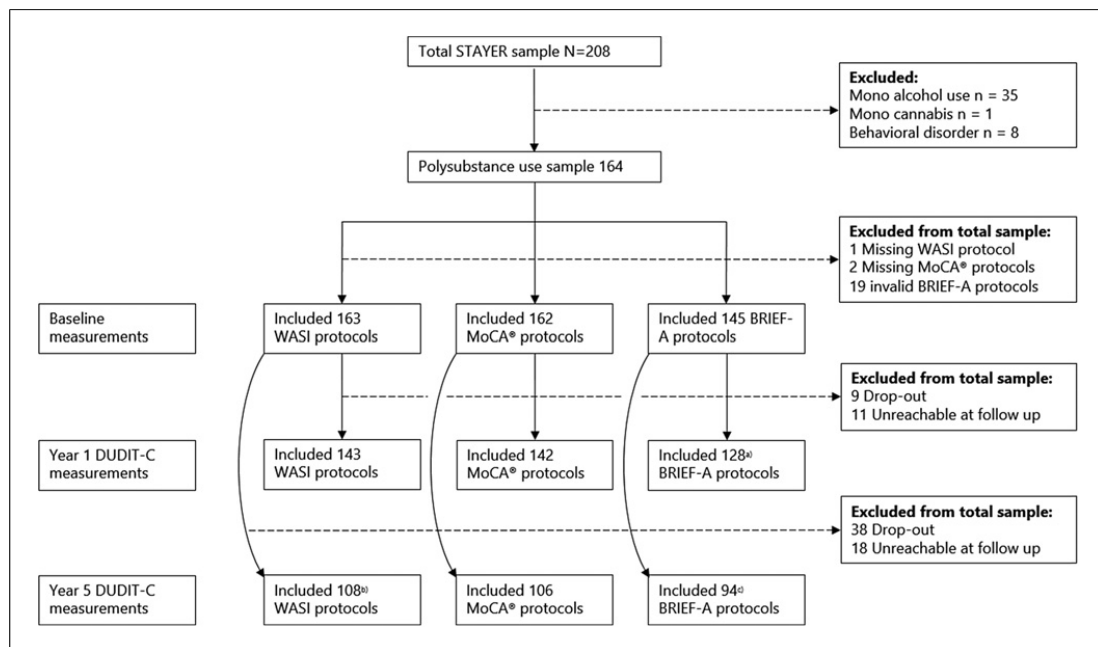 Total STAYER sample N=208
Excluded:
Mono alcohol use n = 35
Mono cannabis n = 1
Behavioral disorder n = 8
Polysubstance use sample 164
Excluded from total sample:
1 Missing WASI protocol
2 Missing MoCA® protocols
19 invalid BRIEF-A protocols
Baseline
measurements
Included 163
WASI protocols
Included 162
MoCA® protocols
Included 145 BRIEF-
A protocols
Excluded from total sample:
9 Drop-out
11 Unreachable at follow up
Year 1 DUDIT-C
measurements
Included 143
WASI protocols
Included 142
MoCA® protocols
Included 128ᵃ⁾
BRIEF-A protocols
Excluded from total sample:
38 Drop-out
18 Unreachable at follow up
Year 5 DUDIT-C
measurements
Included 108ᵇ⁾
WASI protocols
Included 106
MoCA® protocols
Included 94ᶜ⁾
BRIEF-A protocols